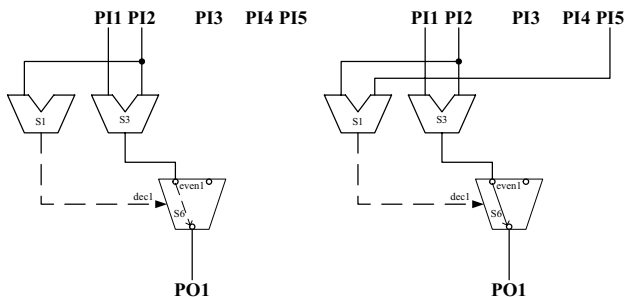 PI1 PI2 PI3 PI4 PI5 PI1 PI2 PI3 PI4 PI5
S1 S3 S1 S3
even1 even1
dec1 dec1
S6 S6
PO1 PO1